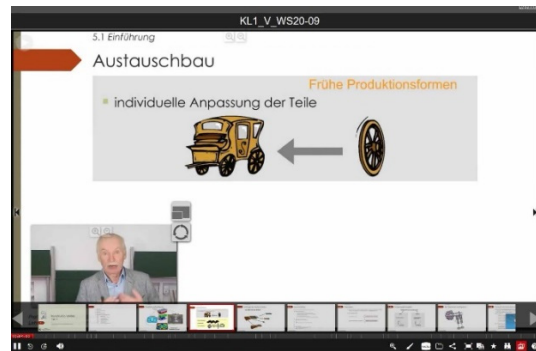 KL1_V_WS20-09
5.1 Einführung
Austauschbau
Frühe Produktionsformen
individuelle Anpassung der Teile